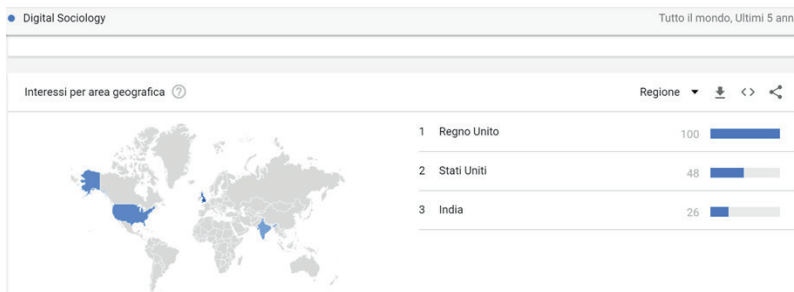 Digital Sociology Tutto il mondo, Ultimi 5 ann
Interessi per area geografica ? Regione
1 Regno Unito 100
2 Stati Uniti 48
3 India 26